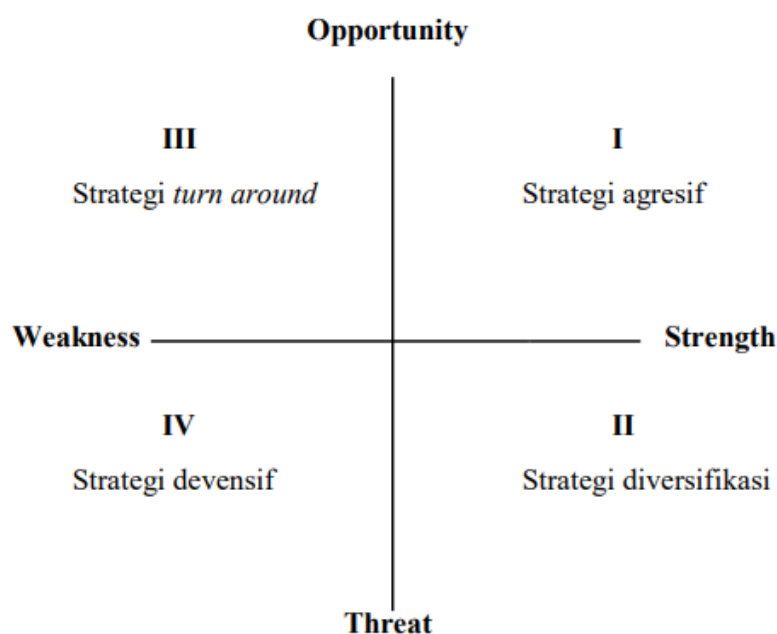 Opportunity
III
Strategi turn around
I
Strategi agresif
Weakness
Strength
IV
Strategi devensif
II
Strategi diversifikasi
Threat